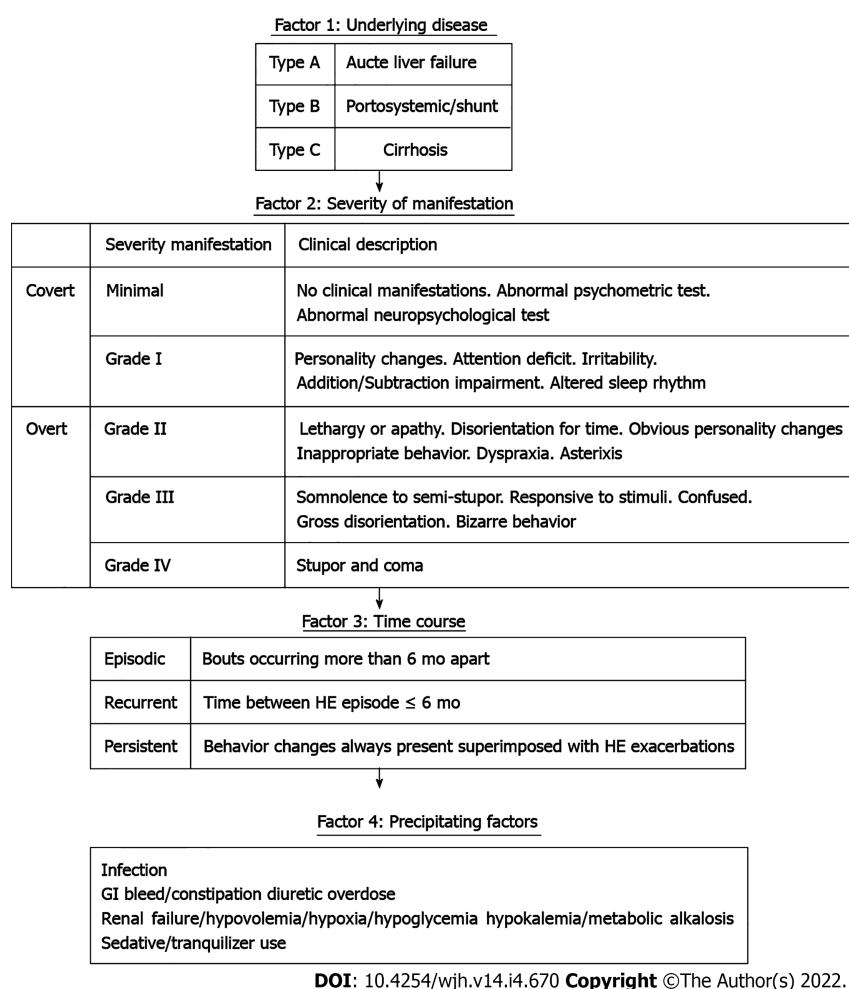 Factor 1: Underlying disease
Type A Aucte liver failure
Type B Portosystemic/shunt
Type C Cirrhosis
Factor 2: Severity of manifestation
Severity manifestation Clinical description
Covert Minimal No clinical manifestations. Abnormal psychometric test.
Abnormal neuropsychological test
Grade I Personality changes. Attention deficit. Irritability.
Addition/Subtraction impairment. Altered sleep rhythm
Overt Grade II Lethargy or apathy. Disorientation for time. Obvious personality changes
Inappropriate behavior. Dyspraxia. Asterixis
Grade III Somnolence to semi-stupor. Responsive to stimuli. Confused.
Gross disorientation. Bizarre behavior
Grade IV Stupor and coma
Factor 3: Time course
Episodic Bouts occurring more than 6 mo apart
Recurrent Time between HE episode ≤ 6 mo
Persistent Behavior changes always present superimposed with HE exacerbations
Factor 4: Precipitating factors
Infection
GI bleed/constipation diuretic overdose
Renal failure/hypovolemia/hypoxia/hypoglycemia hypokalemia/metabolic alkalosis
Sedative/tranquilizer use
DOI: 10.4254/wjh.v14.i4.670 Copyright ©The Author(s) 2022.